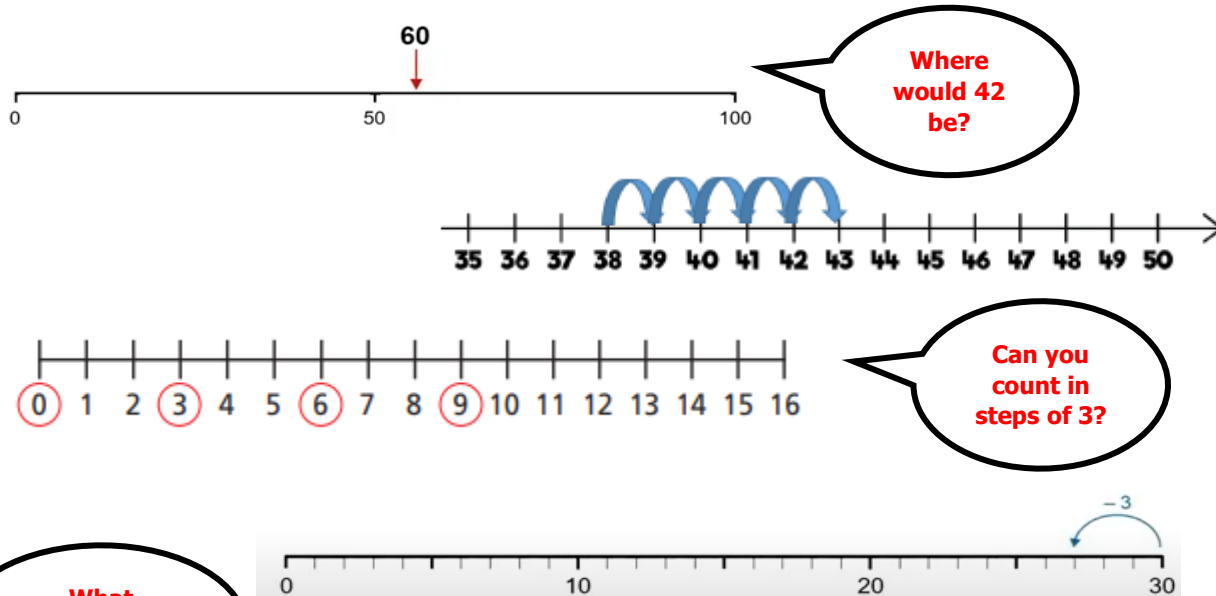 60
0 50 100
Where
would 42
be?
35 36 37 38 39 40 41 42 43 44 45 46 47 48 49 50
0 1 2 3 4 5 6 7 8 9 10 11 12 13 14 15 16
Can you
count in
steps of 3?
– 3
0 10 20 30
What